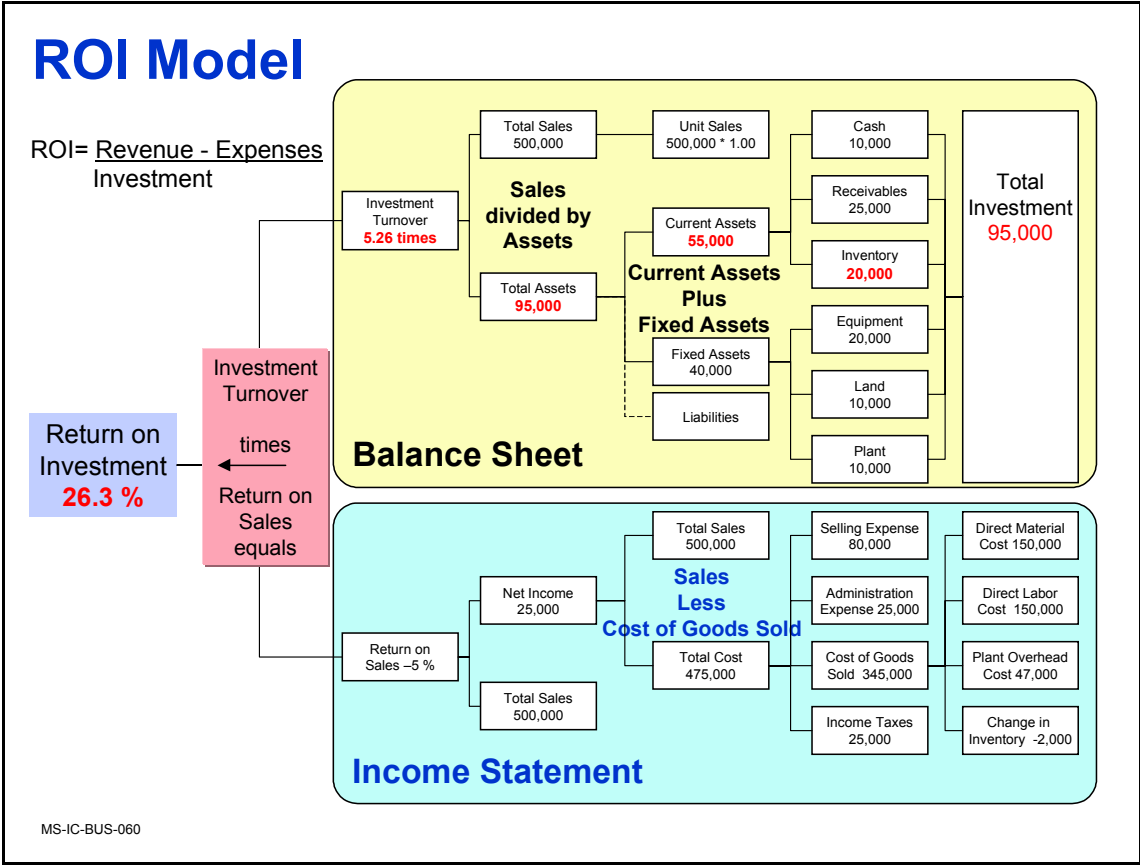 ROI Model
ROI= Revenue - Expenses
Investment
Return on
Investment
26.3 %
Investment
Turnover
times
Return on
Sales
equals
Investment
Turnover
5.26 times
Total Sales
500,000
Unit Sales
500,000 * 1.00
Sales
divided by
Assets
Total Assets
95,000
Current Assets
55,000
Current Assets
Plus
Fixed Assets
Fixed Assets
40,000
Liabilities
Cash
10,000
Receivables
25,000
Inventory
20,000
Equipment
20,000
Land
10,000
Plant
10,000
Total
Investment
95,000
Balance Sheet
Return on
Sales –5 %
Net Income
25,000
Total Sales
500,000
Total Sales
500,000
Sales
Less
Cost of Goods Sold
Total Cost
475,000
Selling Expense
80,000
Administration
Expense 25,000
Cost of Goods
Sold 345,000
Income Taxes
25,000
Direct Material
Cost 150,000
Direct Labor
Cost 150,000
Plant Overhead
Cost 47,000
Change in
Inventory -2,000
Income Statement
MS-IC-BUS-060